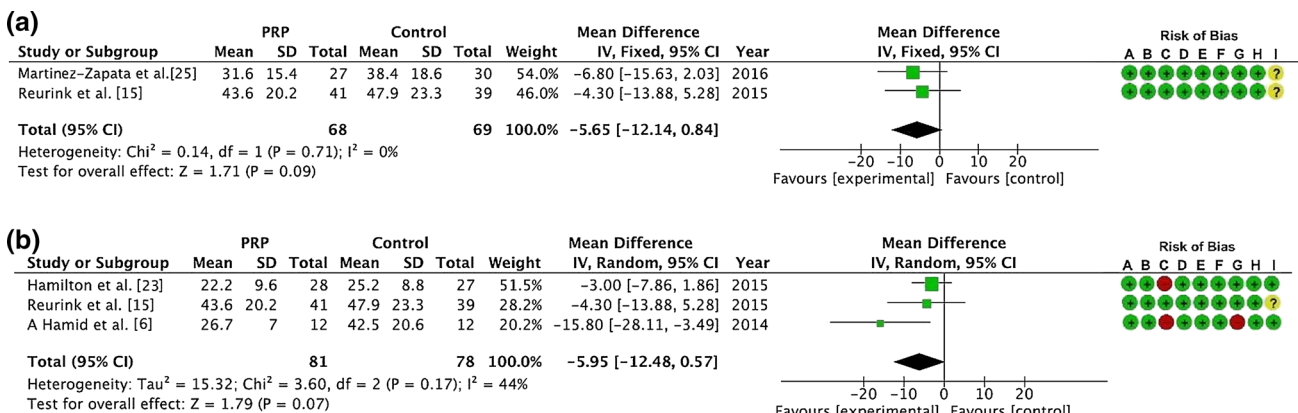 (a)
PRP Control Mean Difference Mean Difference Risk of Bias
Study or Subgroup Mean SD Total Mean SD Total Weight IV, Fixed, 95% CI Year IV, Fixed, 95% CI A B C D E F G H I
Martinez-Zapata et al.[25] 31.6 15.4 27 38.4 18.6 30 54.0% −6.80 [−15.63, 2.03] 2016 + + + + + + + + ?
Reurink et al. [15] 43.6 20.2 41 47.9 23.3 39 46.0% −4.30 [−13.88, 5.28] 2015 + + + + + + + + ?
Total (95% CI) 68 69 100.0% −5.65 [−12.14, 0.84]
Heterogeneity: Chi² = 0.14, df = 1 (P = 0.71); I² = 0%
Test for overall effect: Z = 1.71 (P = 0.09)
−20 −10 0 10 20
Favours [experimental] Favours [control]
(b)
PRP Control Mean Difference Mean Difference Risk of Bias
Study or Subgroup Mean SD Total Mean SD Total Weight IV, Random, 95% CI Year IV, Random, 95% CI A B C D E F G H I
Hamilton et al. [23] 22.2 9.6 28 25.2 8.8 27 51.5% −3.00 [−7.86, 1.86] 2015 + + + + + + + +
Reurink et al. [15] 43.6 20.2 41 47.9 23.3 39 28.2% −4.30 [−13.88, 5.28] 2015 + + + + + + + + ?
A Hamid et al. [6] 26.7 7 12 42.5 20.6 12 20.2% −15.80 [−28.11, −3.49] 2014 + + + + + + +
Total (95% CI) 81 78 100.0% −5.95 [−12.48, 0.57]
Heterogeneity: Tau² = 15.32; Chi² = 3.60, df = 2 (P = 0.17); I² = 44%
Test for overall effect: Z = 1.79 (P = 0.07)
−20 −10 0 10 20
Favours [experimental] Favours [control]